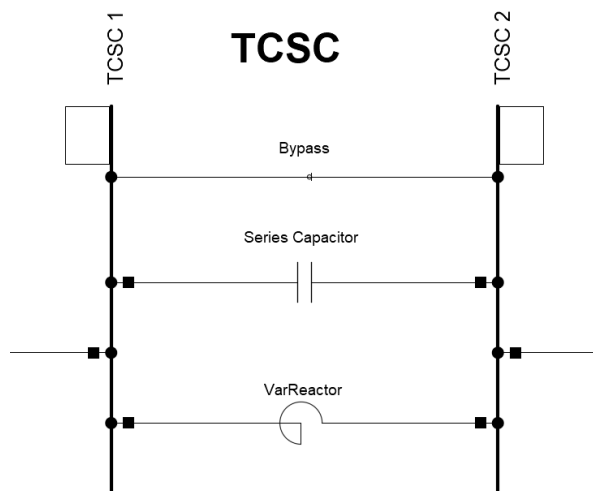 TCSC 1
TCSC
TCSC 2
Bypass
Series Capacitor
VarReactor